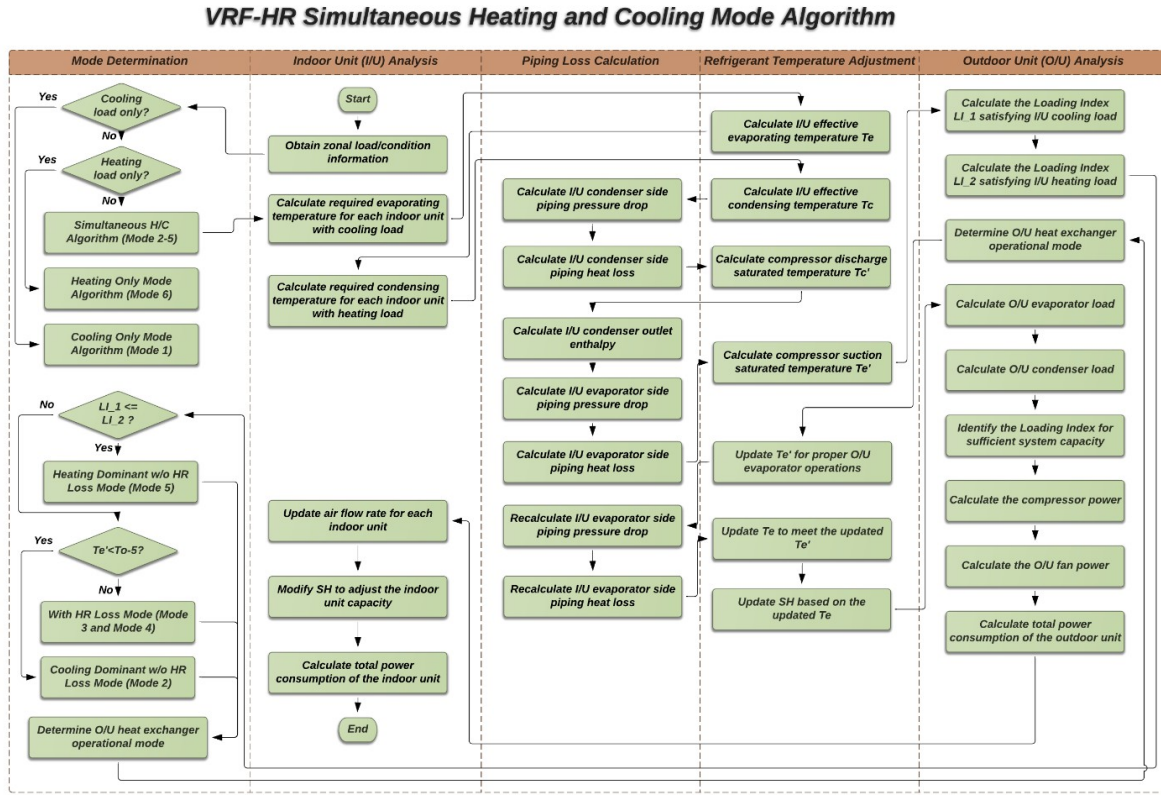 VRF-HR Simultaneous Heating and Cooling Mode Algorithm
Mode Determination
Indoor Unit (I/U) Analysis
Piping Loss Calculation
Refrigerant Temperature Adjustment
Outdoor Unit (O/U) Analysis
Yes
Cooling
load only?
No
Yes
Heating
load only?
No
Simultaneous H/C
Algorithm (Mode 2-5)
Heating Only Mode
Algorithm (Mode 6)
Cooling Only Mode
Algorithm (Mode 1)
No
LI_1 <=
LI_2 ?
Yes
Heating Dominant w/o HR
Loss Mode (Mode 5)
Yes
Te'<To-5?
No
With HR Loss Mode (Mode
3 and Mode 4)
Cooling Dominant w/o HR
Loss Mode (Mode 2)
Determine O/U heat exchanger
operational mode
Start
Obtain zonal load/condition
information
Calculate required evaporating
temperature for each indoor unit
with cooling load
Calculate required condensing
temperature for each indoor unit
with heating load
Update air flow rate for each
indoor unit
Modify SH to adjust the indoor
unit capacity
Calculate total power
consumption of the indoor unit
End
Calculate I/U condenser side
piping pressure drop
Calculate I/U condenser side
piping heat loss
Calculate I/U condenser outlet
enthalpy
Calculate I/U evaporator side
piping pressure drop
Calculate I/U evaporator side
piping heat loss
Recalculate I/U evaporator side
piping pressure drop
Recalculate I/U evaporator side
piping heat loss
Calculate I/U effective
evaporating temperature Te
Calculate I/U effective
condensing temperature Tc
Calculate compressor discharge
saturated temperature Tc'
Calculate compressor suction
saturated temperature Te'
Update Te' for proper O/U
evaporator operations
Update Te to meet the updated
Te'
Update SH based on the
updated Te
Calculate the Loading Index
LI_1 satisfying I/U cooling load
Calculate the Loading Index
LI_2 satisfying I/U heating load
Determine O/U heat exchanger
operational mode
Calculate O/U evaporator load
Calculate O/U condenser load
Identify the Loading Index for
sufficient system capacity
Calculate the compressor power
Calculate the O/U fan power
Calculate total power
consumption of the outdoor unit